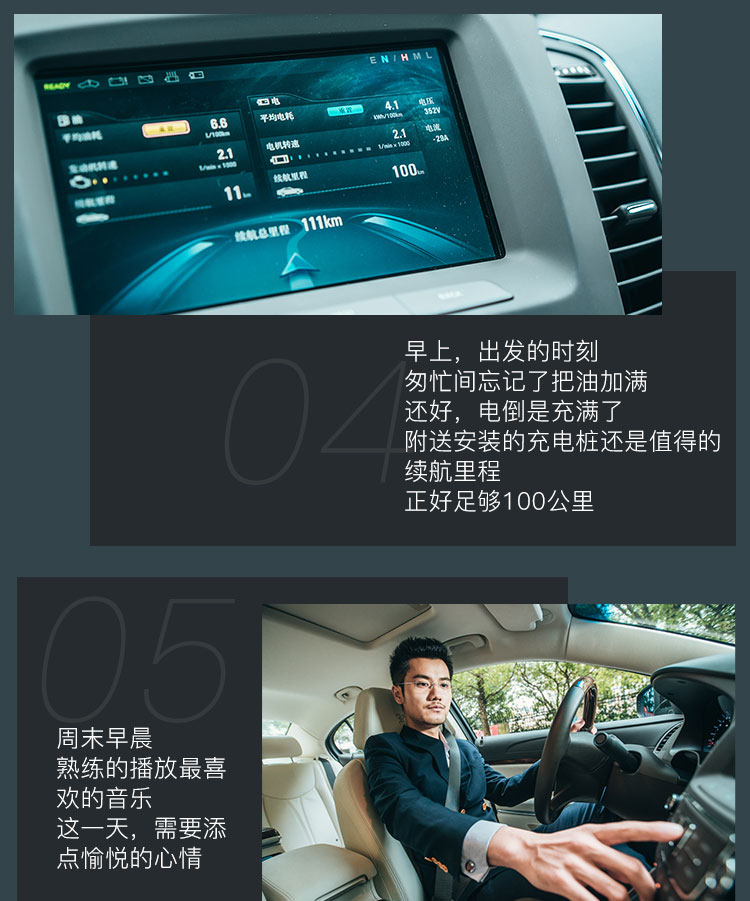 READY
E N / H M L
油
平均油耗 重置 6.6
L/100km
发动机转速 2.1
1/min x 1000
续航里程 11km
电
平均电耗 重置 4.1
kWh/100km
电机转速 2.1
1/min x 1000
续航里程 100km
电压
352V
电流
-28A
续航总里程 111km
04
早上，出发的时刻
匆忙间忘记了把油加满
还好，电倒是充满了
附送安装的充电桩还是值得的
续航里程
正好足够100公里
05
周末早晨
熟练的播放最喜
欢的音乐
这一天，需要添
点愉悦的心情